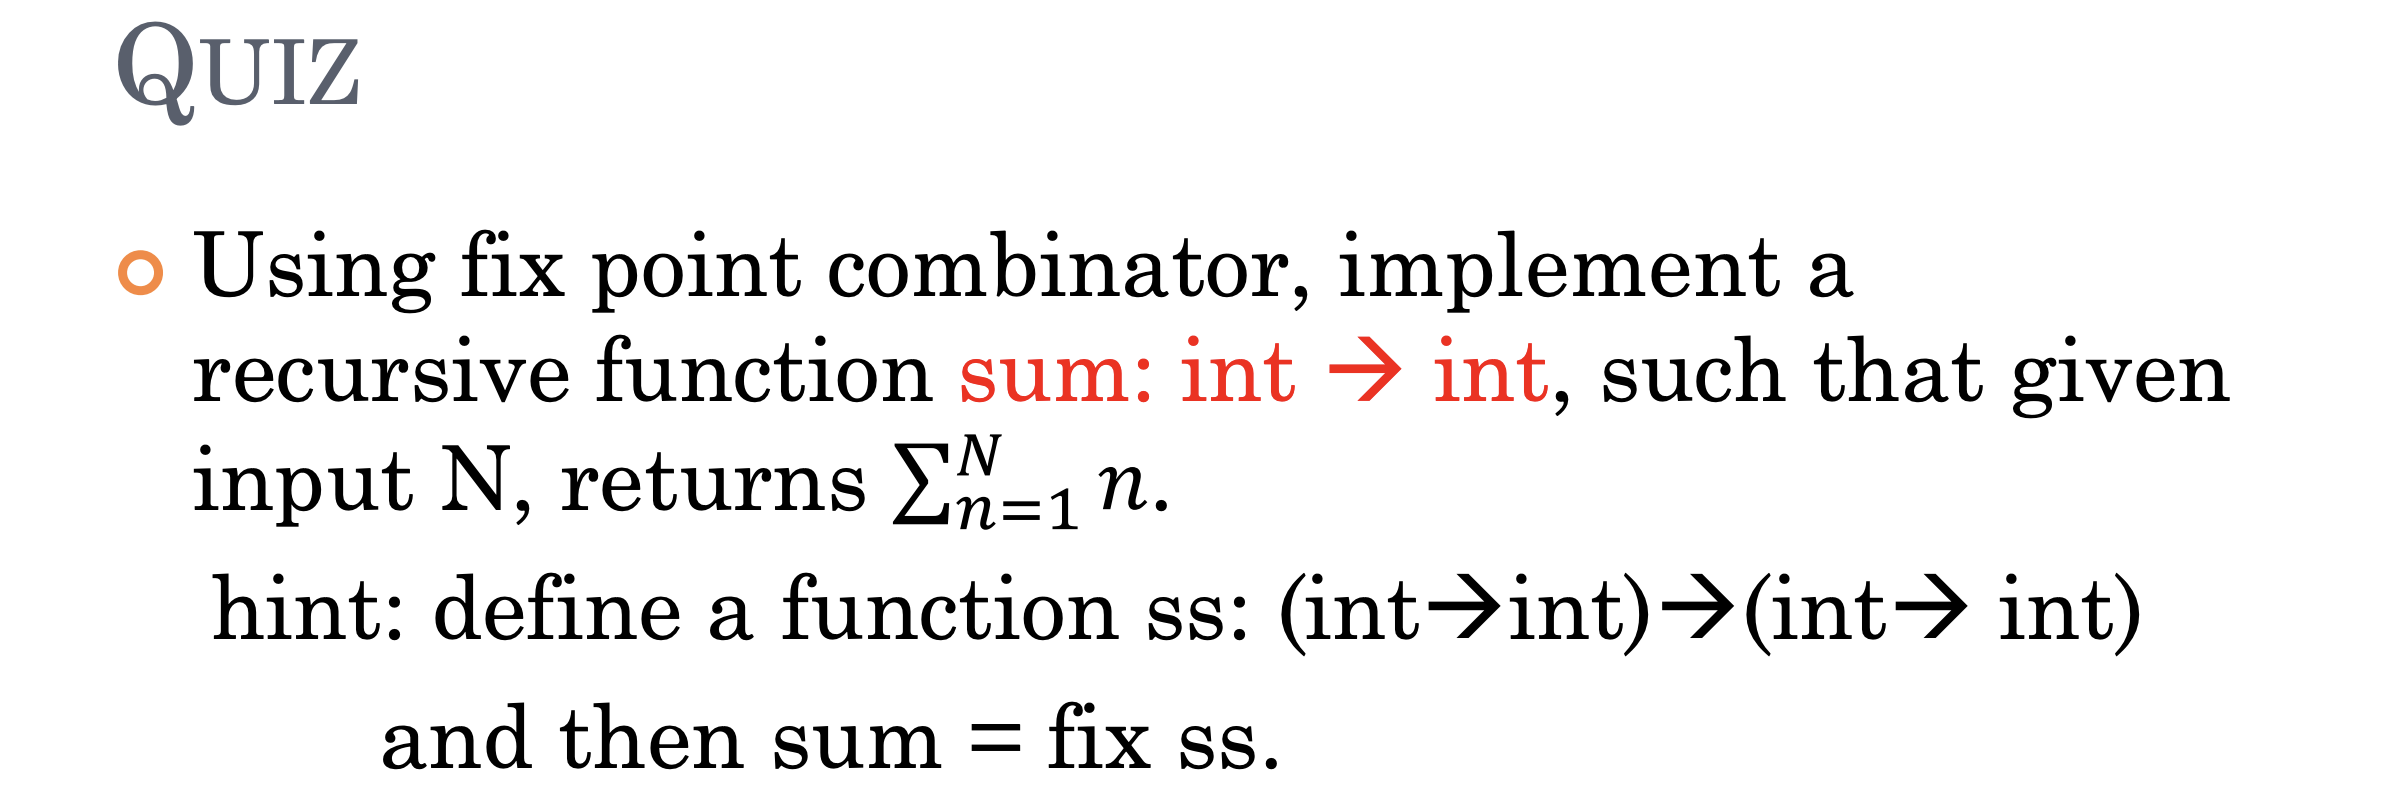 QUIZ
Using fix point combinator, implement a
recursive function sum: int → int, such that given
input N, returns ∑ᴺₙ₌₁ n.
hint: define a function ss: (int→int)→(int→ int)
and then sum = fix ss.